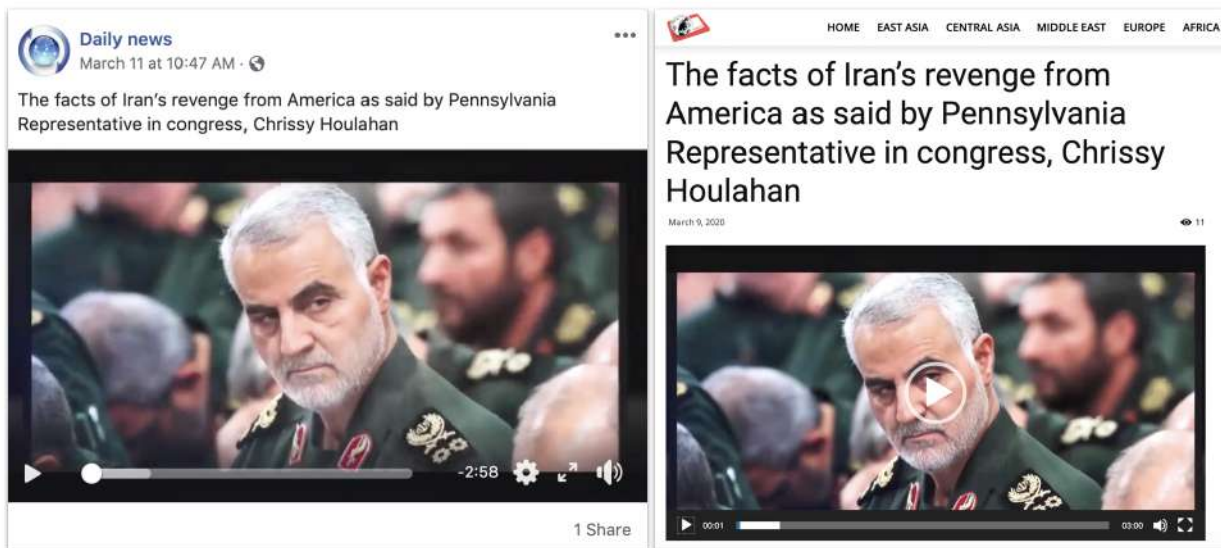 Daily news
March 11 at 10:47 AM ·
The facts of Iran's revenge from America as said by Pennsylvania
Representative in congress, Chrissy Houlahan
-2:58
1 Share
HOME EAST ASIA CENTRAL ASIA MIDDLE EAST EUROPE AFRICA
The facts of Iran's revenge from
America as said by Pennsylvania
Representative in congress, Chrissy
Houlahan
March 9, 2020 11
00:01 03:00